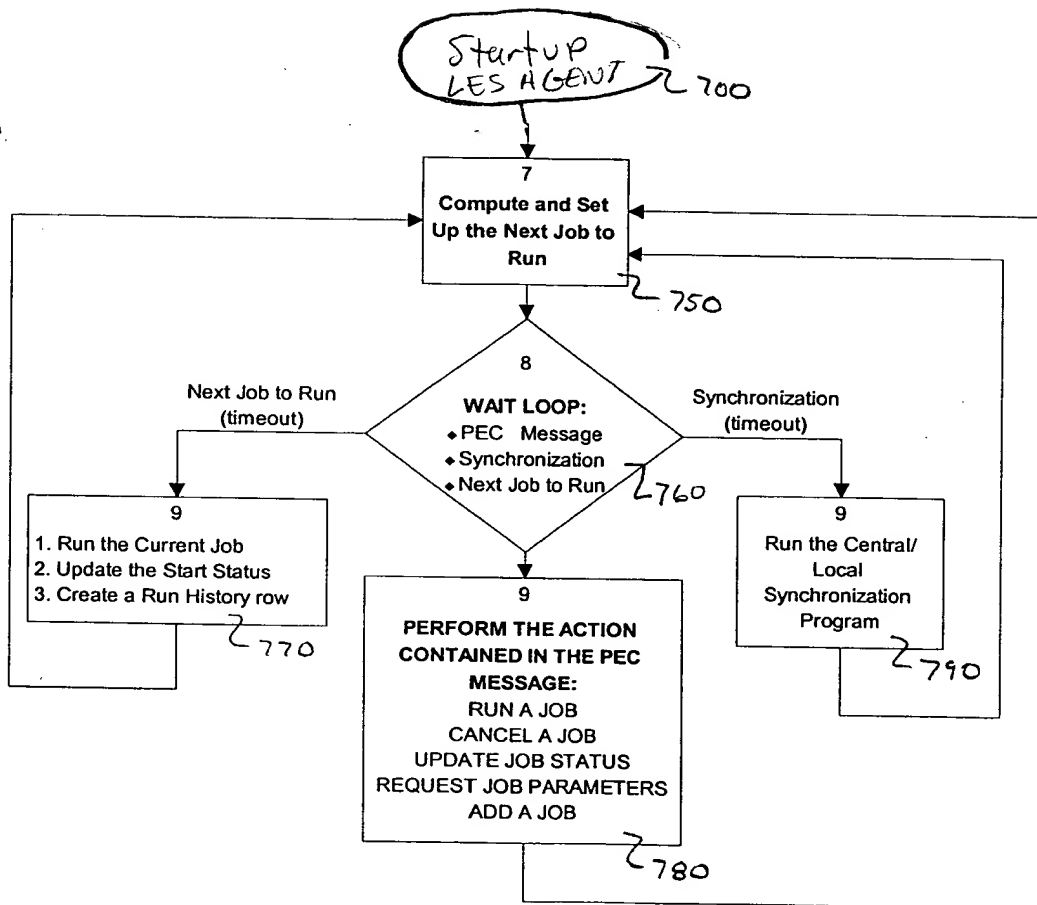 Startup
LES AGENT
700
7
Compute and Set
Up the Next Job to
Run
750
8
WAIT LOOP:
◆ PEC Message
◆ Synchronization
◆ Next Job to Run
760
Next Job to Run
(timeout)
Synchronization
(timeout)
9
1. Run the Current Job
2. Update the Start Status
3. Create a Run History row
770
9
PERFORM THE ACTION
CONTAINED IN THE PEC
MESSAGE:
RUN A JOB
CANCEL A JOB
UPDATE JOB STATUS
REQUEST JOB PARAMETERS
ADD A JOB
780
9
Run the Central/
Local
Synchronization
Program
790